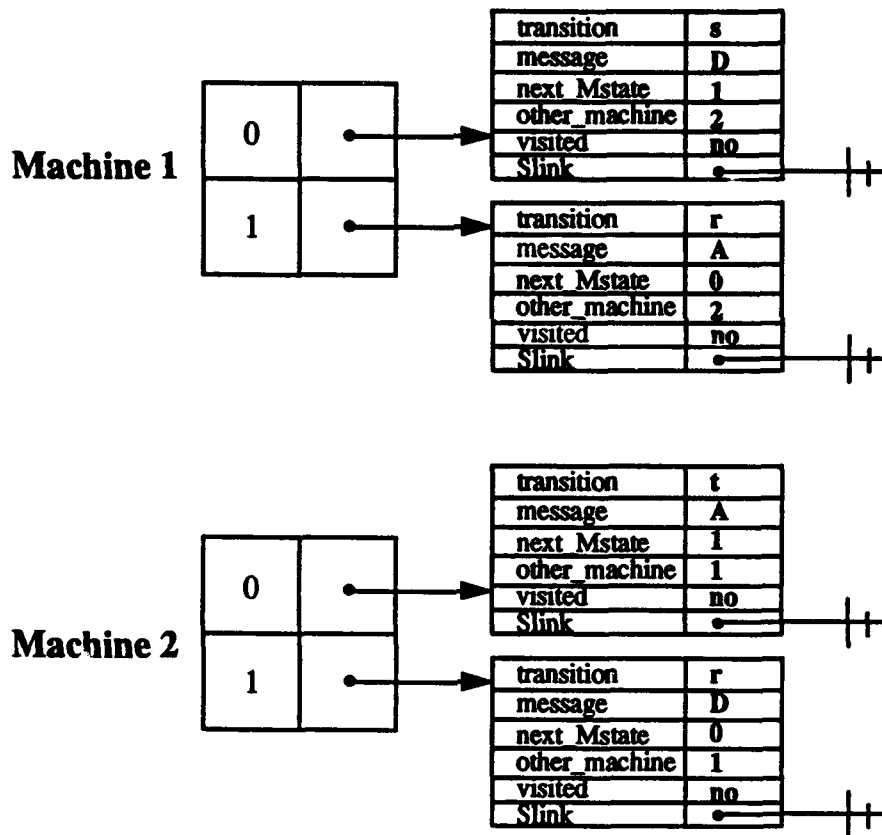 transition s
message D
next_Mstate 1
other_machine 2
visited no
Slink
0
Machine 1
1
transition r
message A
next_Mstate 0
other_machine 2
visited no
Slink
transition t
message A
next_Mstate 1
other_machine 1
visited no
Slink
0
Machine 2
1
transition r
message D
next_Mstate 0
other_machine 1
visited no
Slink